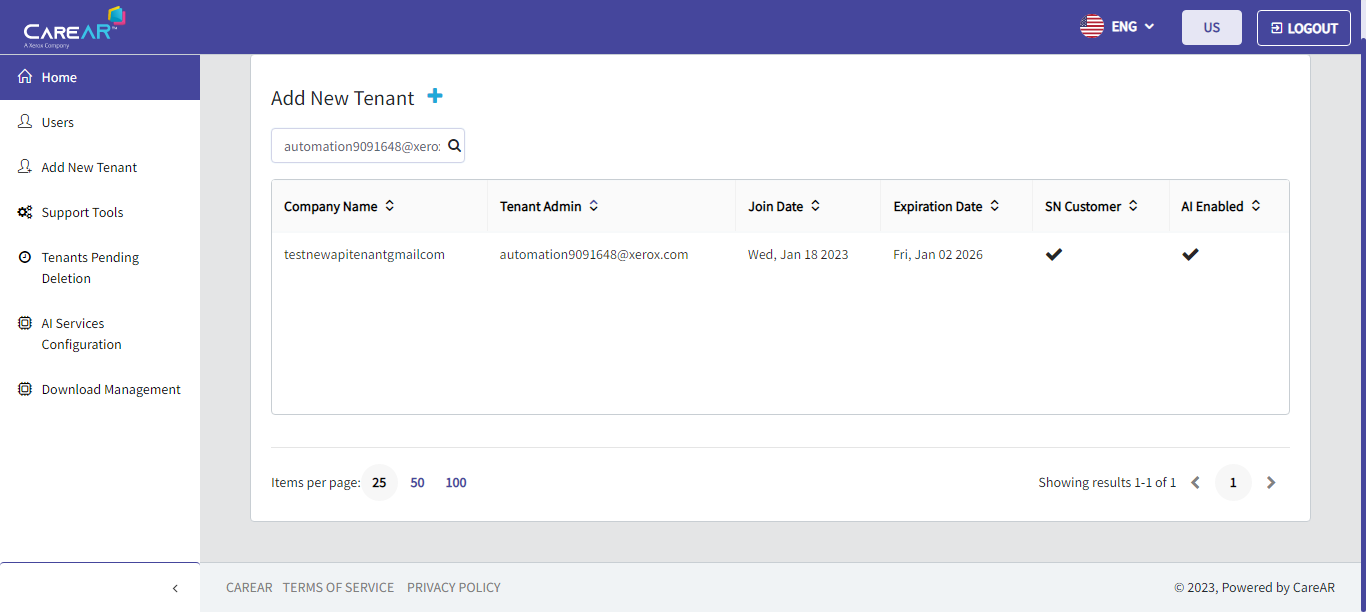 CAREAR™
A Xerox Company
ENG
US
LOGOUT
Home
Users
Add New Tenant
Support Tools
Tenants Pending
Deletion
AI Services
Configuration
Download Management
Add New Tenant
automation9091648@xero
Company Name
Tenant Admin
Join Date
Expiration Date
SN Customer
AI Enabled
testnewapitenantgmailcom
automation9091648@xerox.com
Wed, Jan 18 2023
Fri, Jan 02 2026
Items per page: 25 50 100
Showing results 1-1 of 1
1
CAREAR TERMS OF SERVICE PRIVACY POLICY
© 2023, Powered by CareAR